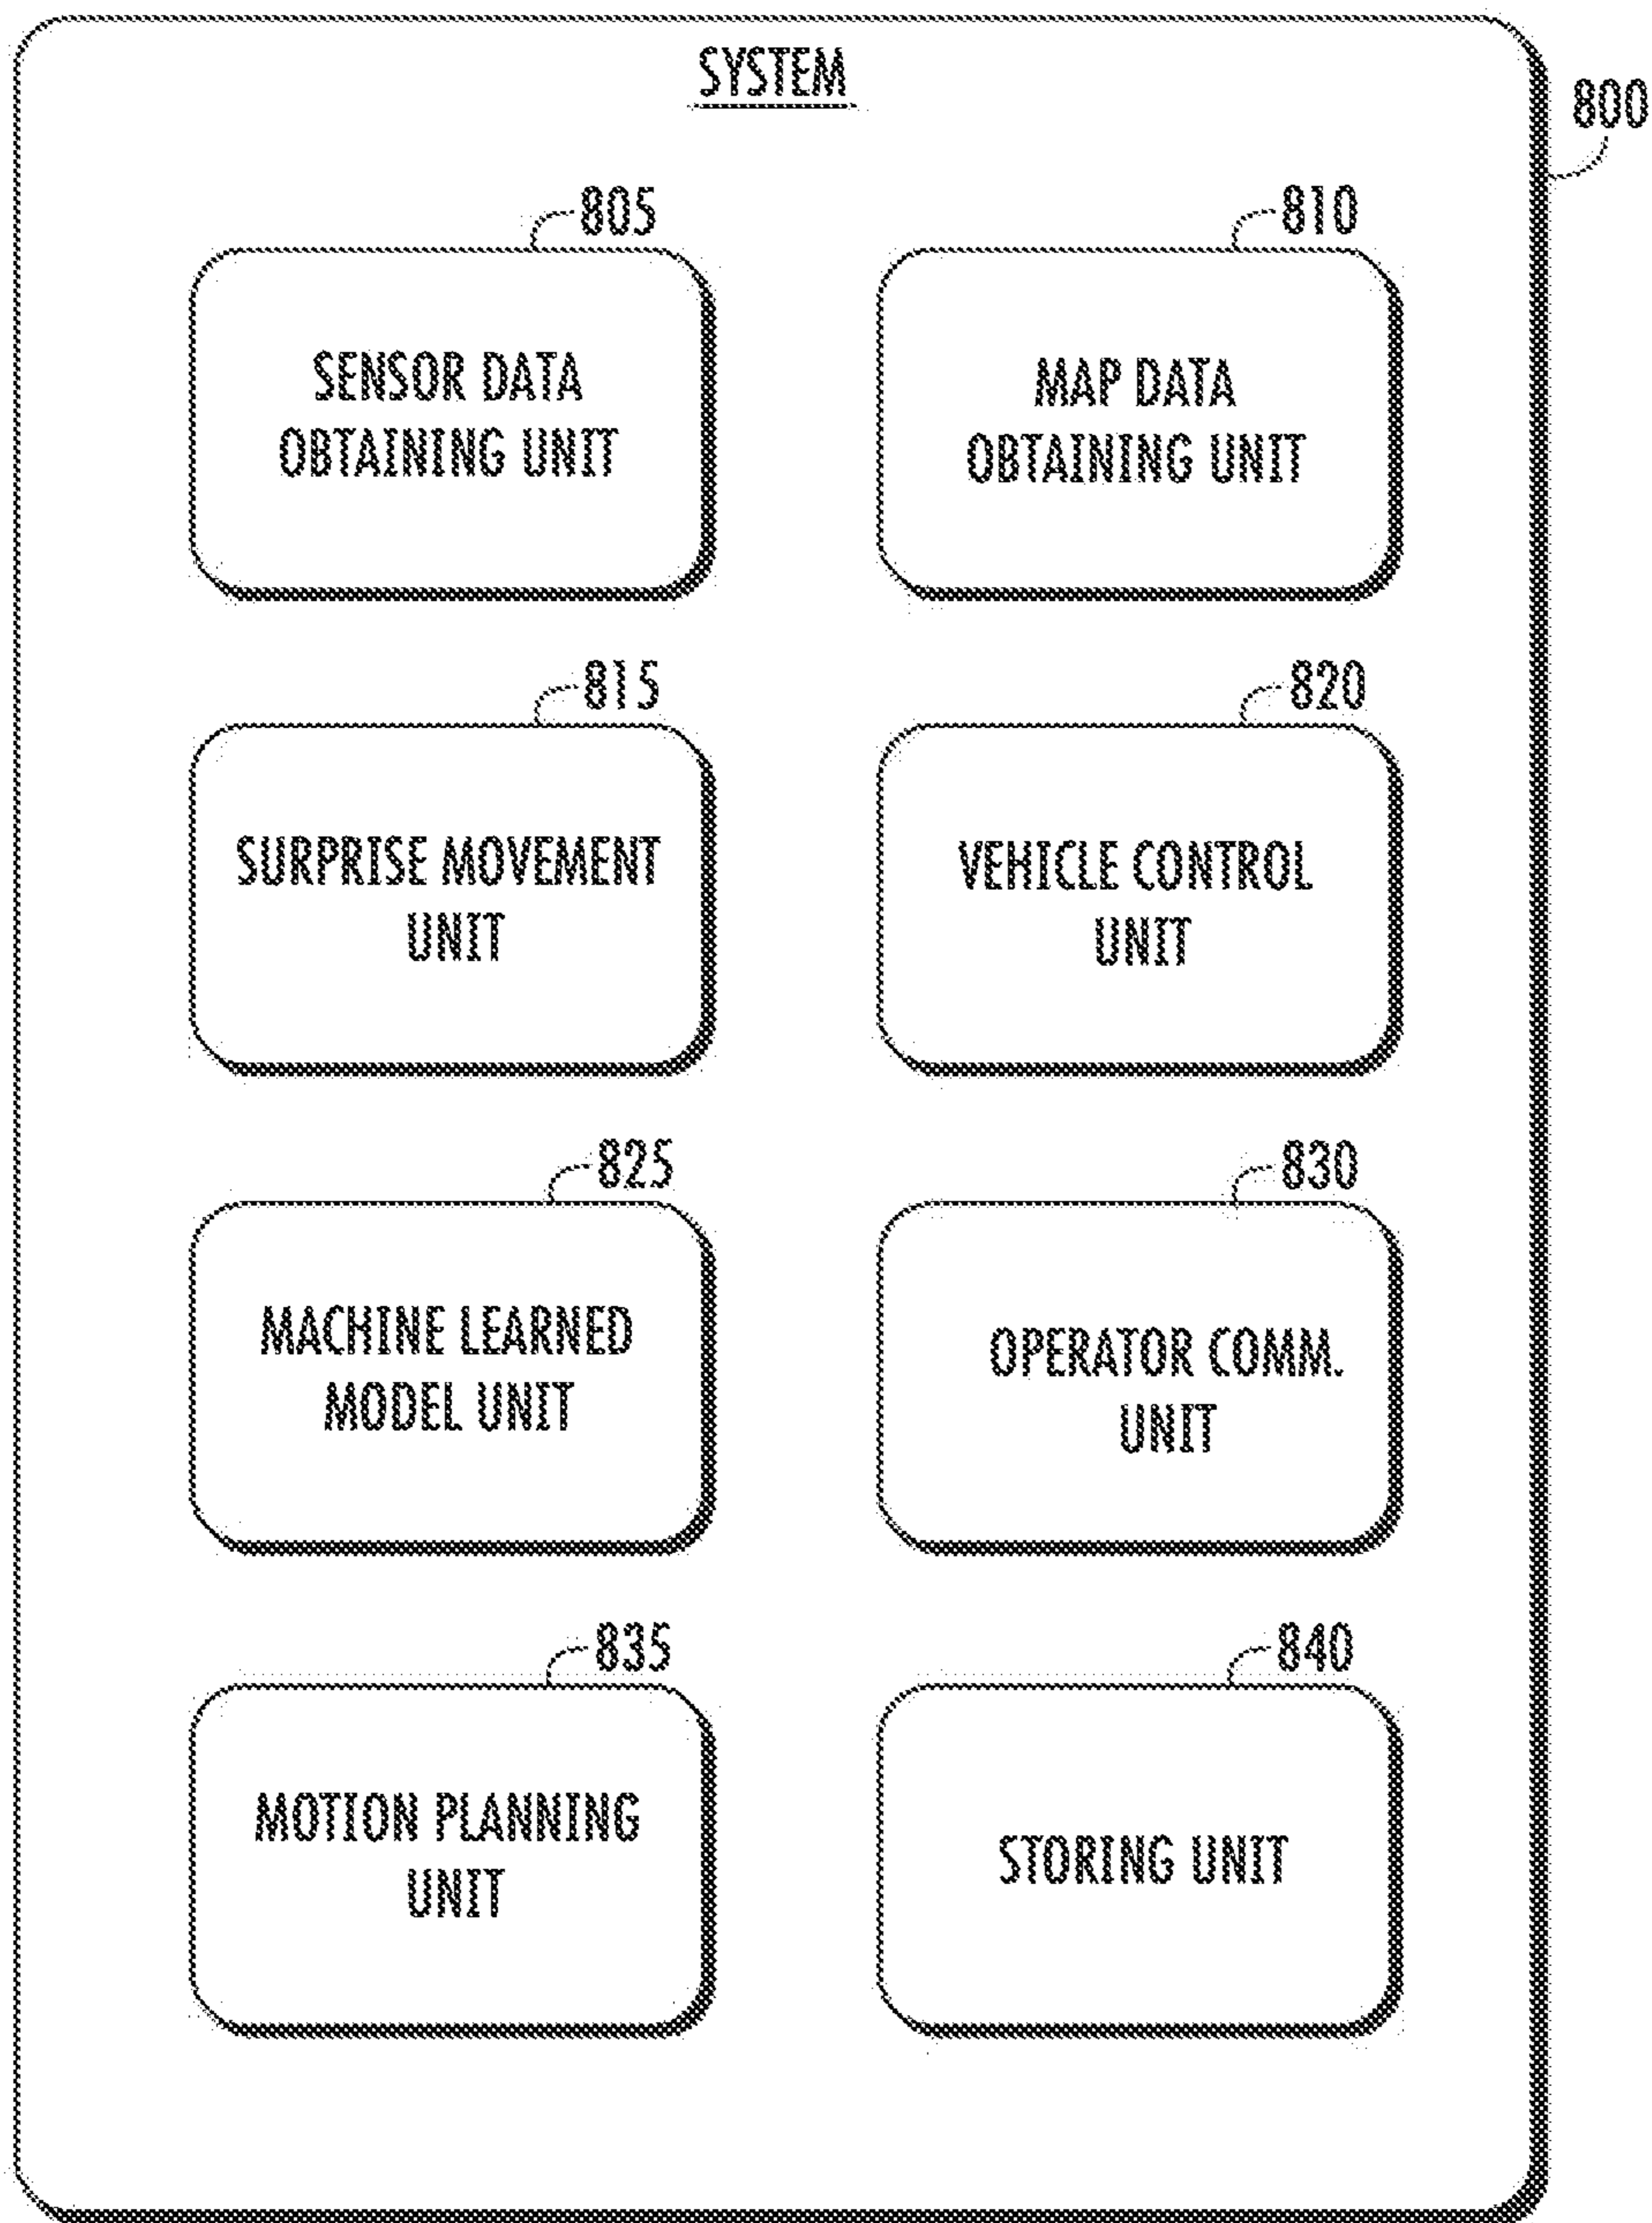 SYSTEM
800
805
810
SENSOR DATA
OBTAINING UNIT
MAP DATA
OBTAINING UNIT
815
820
SURPRISE MOVEMENT
UNIT
VEHICLE CONTROL
UNIT
825
830
MACHINE LEARNED
MODEL UNIT
OPERATOR COMM.
UNIT
835
840
MOTION PLANNING
UNIT
STORING UNIT